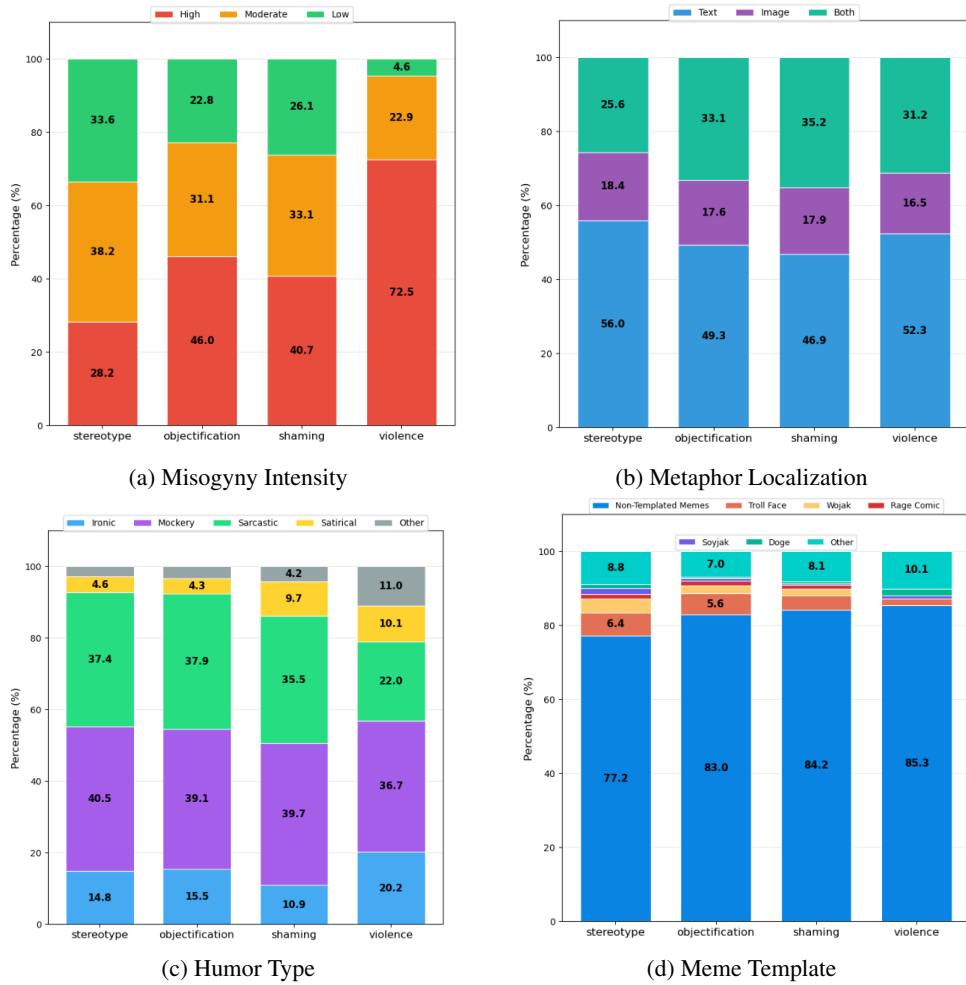 High Moderate Low
Percentage (%)
100
80
60
40
20
0
33.6 22.8 26.1 4.6
38.2 31.1 33.1 22.9
28.2 46.0 40.7 72.5
stereotype objectification shaming violence
(a) Misogyny Intensity
Text Image Both
Percentage (%)
100
80
60
40
20
0
25.6 33.1 35.2 31.2
18.4 17.6 17.9 16.5
56.0 49.3 46.9 52.3
stereotype objectification shaming violence
(b) Metaphor Localization
Ironic Mockery Sarcastic Satirical Other
Percentage (%)
100
80
60
40
20
0
4.2 11.0
4.6 4.3 9.7 10.1
37.4 37.9 35.5 22.0
40.5 39.1 39.7 36.7
14.8 15.5 10.9 20.2
stereotype objectification shaming violence
(c) Humor Type
Non-Templated Memes Troll Face Wojak Rage Comic
Soyjak Doge Other
Percentage (%)
100
80
60
40
20
0
8.8 7.0 8.1 10.1
6.4 5.6
77.2 83.0 84.2 85.3
stereotype objectification shaming violence
(d) Meme Template